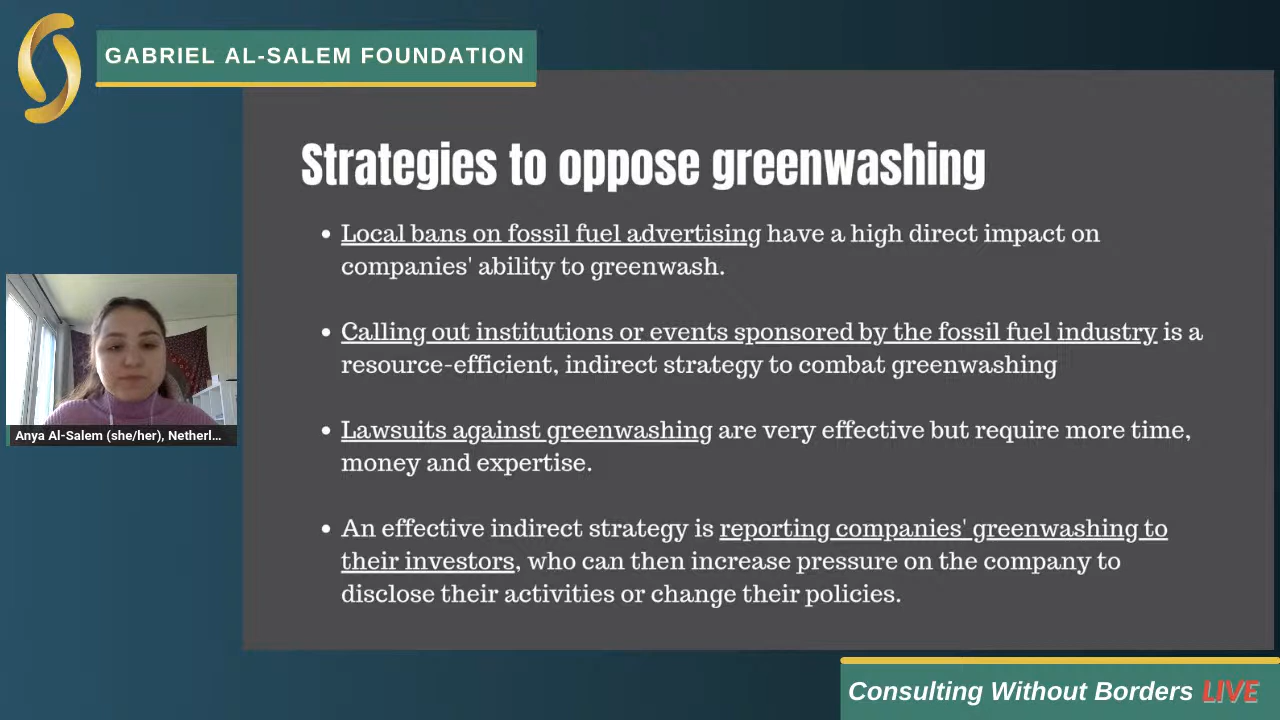 GABRIEL AL-SALEM FOUNDATION
Strategies to oppose greenwashing
• Local bans on fossil fuel advertising have a high direct impact on
companies' ability to greenwash.
• Calling out institutions or events sponsored by the fossil fuel industry is a
resource-efficient, indirect strategy to combat greenwashing
• Lawsuits against greenwashing are very effective but require more time,
money and expertise.
• An effective indirect strategy is reporting companies' greenwashing to
their investors, who can then increase pressure on the company to
disclose their activities or change their policies.
Anya Al-Salem (she/her), Netherl...
Consulting Without Borders LIVE